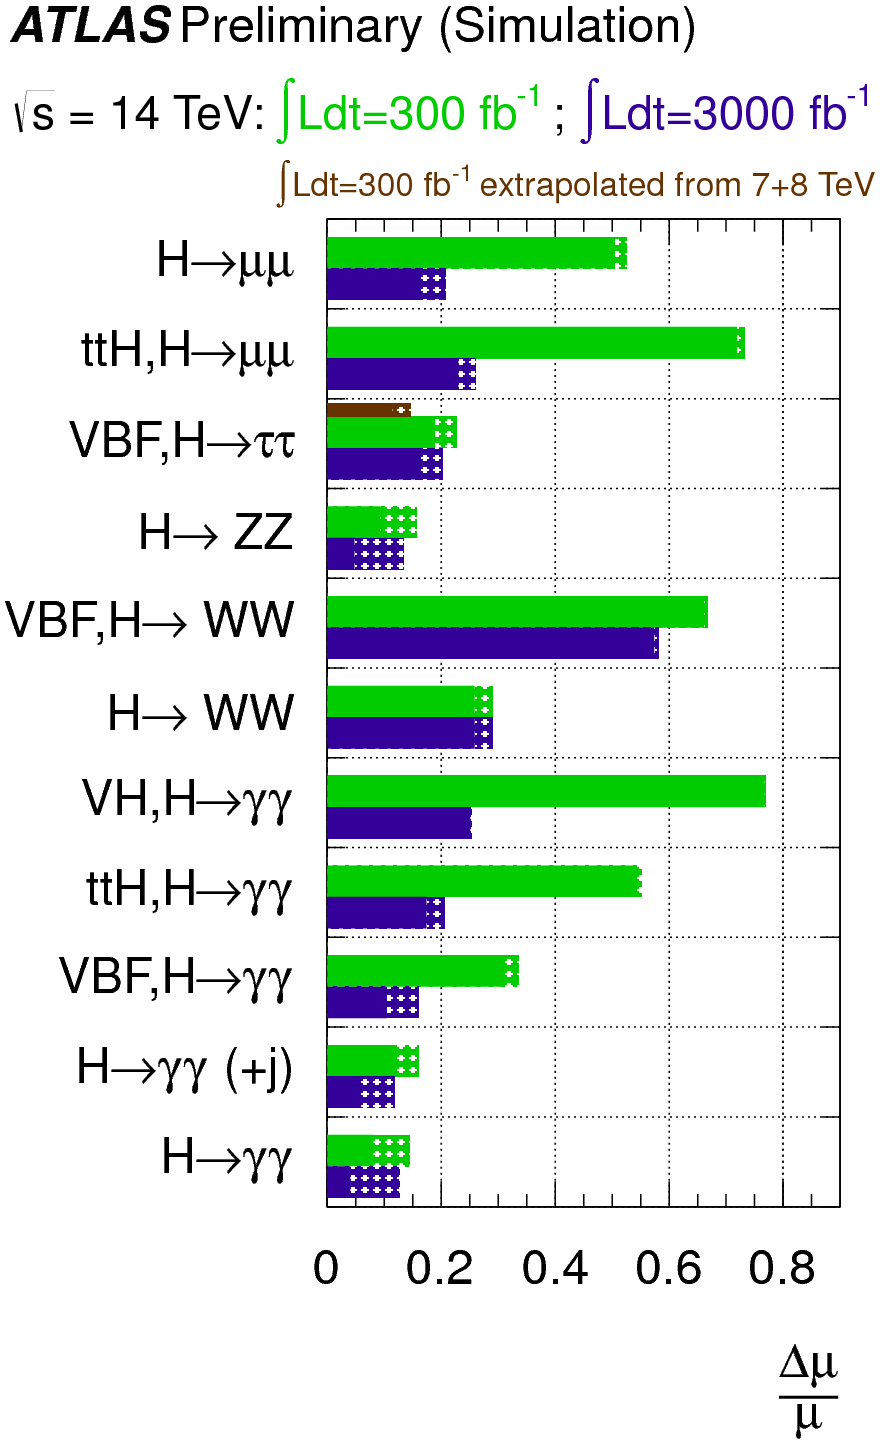 ATLAS Preliminary (Simulation)
√s = 14 TeV: ∫Ldt=300 fb⁻¹ ; ∫Ldt=3000 fb⁻¹
∫Ldt=300 fb⁻¹ extrapolated from 7+8 TeV
H→μμ
ttH,H→μμ
VBF,H→ττ
H→ ZZ
VBF,H→ WW
H→ WW
VH,H→γγ
ttH,H→γγ
VBF,H→γγ
H→γγ (+j)
H→γγ
0 0.2 0.4 0.6 0.8
Δμ
μ